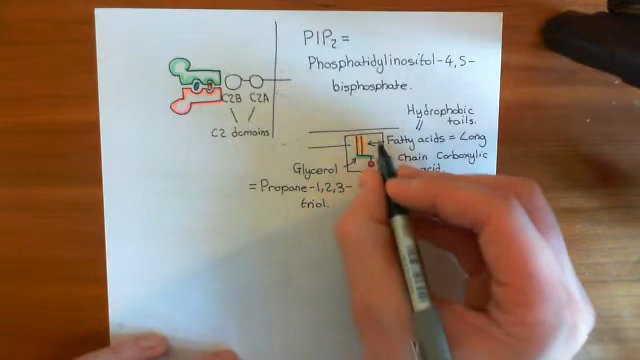 PIP2 =
Phosphatidylinositol-4,5-
bisphosphate.
C2B C2A
C2 domains
Hydrophobic
tails.
Fatty acids = Long
Chain Carboxylic
acid.
Glycerol
= Propane-1,2,3-
triol.